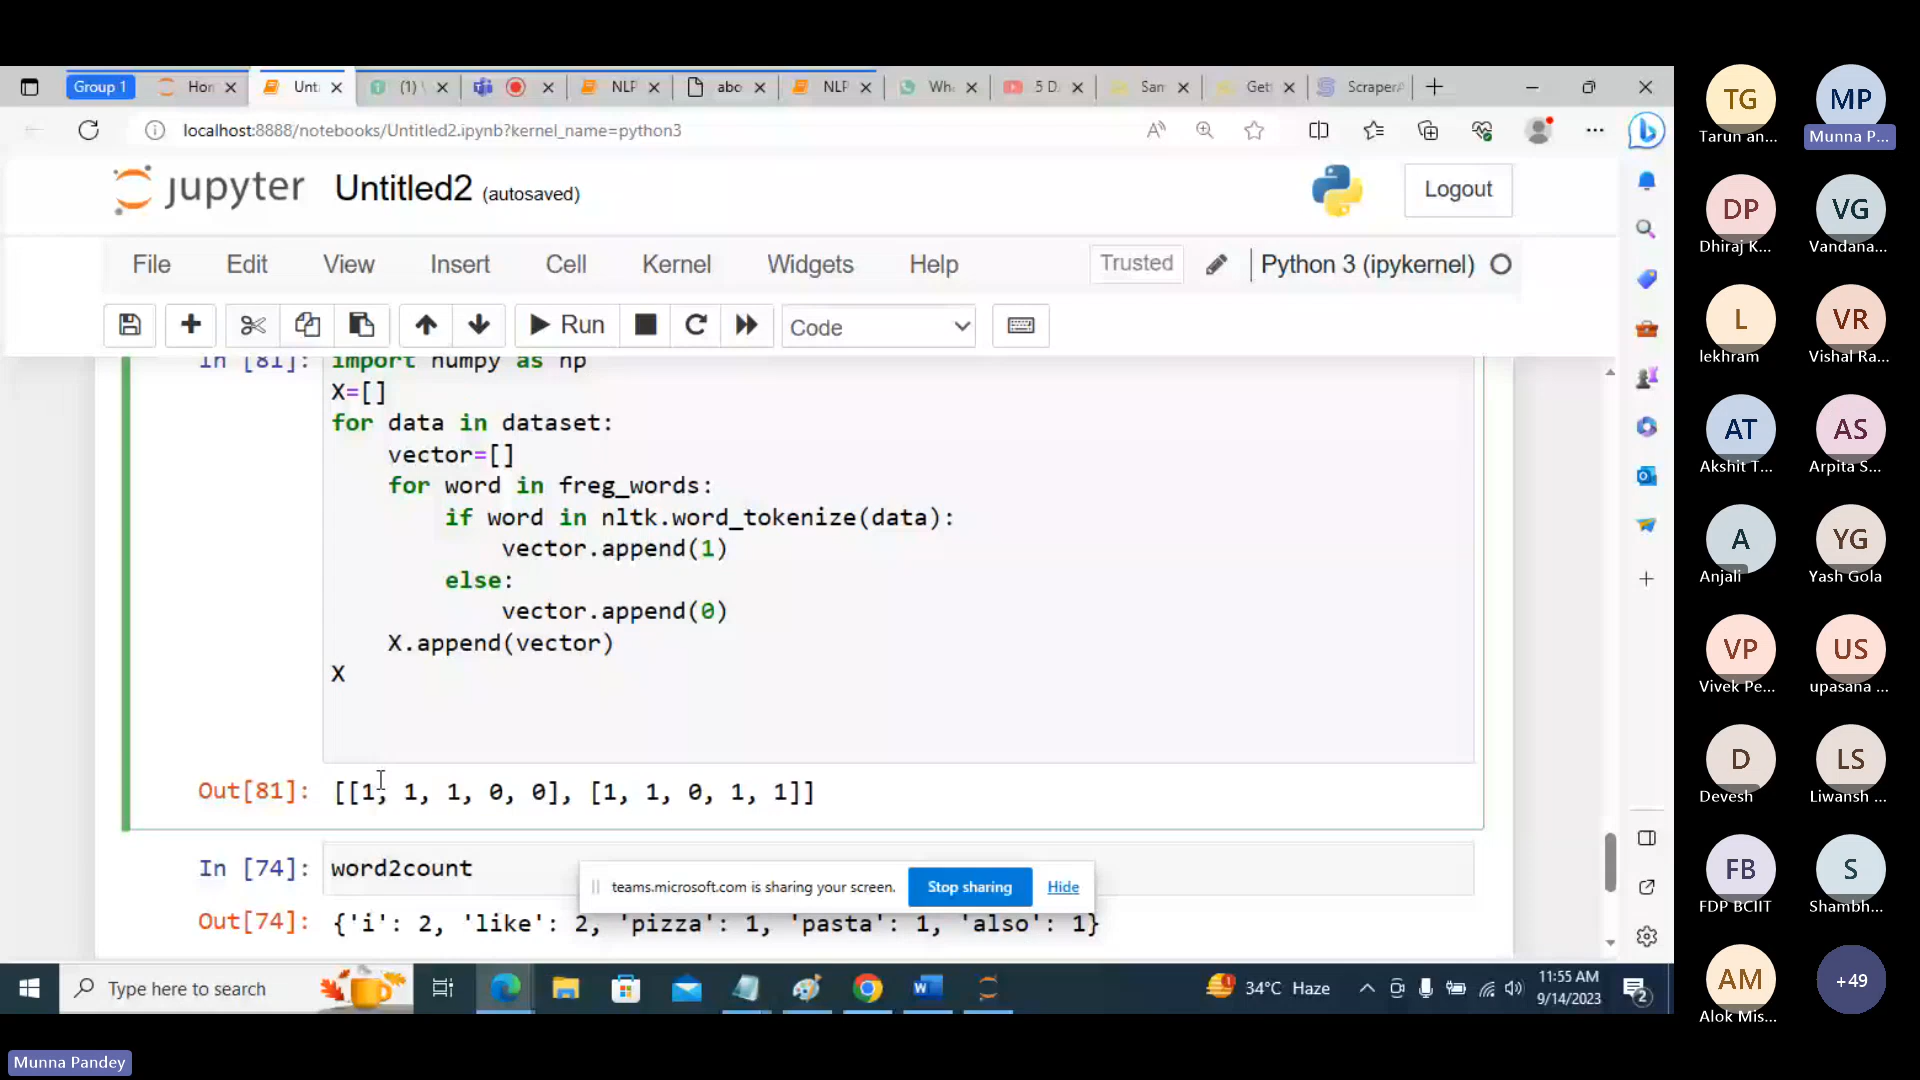 Group 1
Hor
Unti
(1)
NLP
abo
NLP
Wh
5 D
San
Get
Scraper
localhost:8888/notebooks/Untitled2.ipynb?kernel_name=python3
jupyter
Untitled2 (autosaved)
Logout
File
Edit
View
Insert
Cell
Kernel
Widgets
Help
Trusted
Python 3 (ipykernel)
Run
Code
In [81]:
import numpy as np
X=[]
for data in dataset:
vector=[]
for word in freg_words:
if word in nltk.word_tokenize(data):
vector.append(1)
else:
vector.append(0)
X.append(vector)
X
Out[81]:
[[1, 1, 1, 0, 0], [1, 1, 0, 1, 1]]
In [74]:
word2count
teams.microsoft.com is sharing your screen.
Stop sharing
Hide
Out[74]:
{'i': 2, 'like': 2, 'pizza': 1, 'pasta': 1, 'also': 1}
Type here to search
34°C Haze
11:55 AM
9/14/2023
2
Munna Pandey
TG
Tarun an...
MP
Munna P...
DP
Dhiraj K...
VG
Vandana...
L
lekhram
VR
Vishal Ra...
AT
Akshit T...
AS
Arpita S...
A
Anjali
YG
Yash Gola
VP
Vivek Pe...
US
upasana ...
D
Devesh
LS
Liwansh ...
FB
FDP BCIIT
S
Shambh...
AM
Alok Mis...
+49